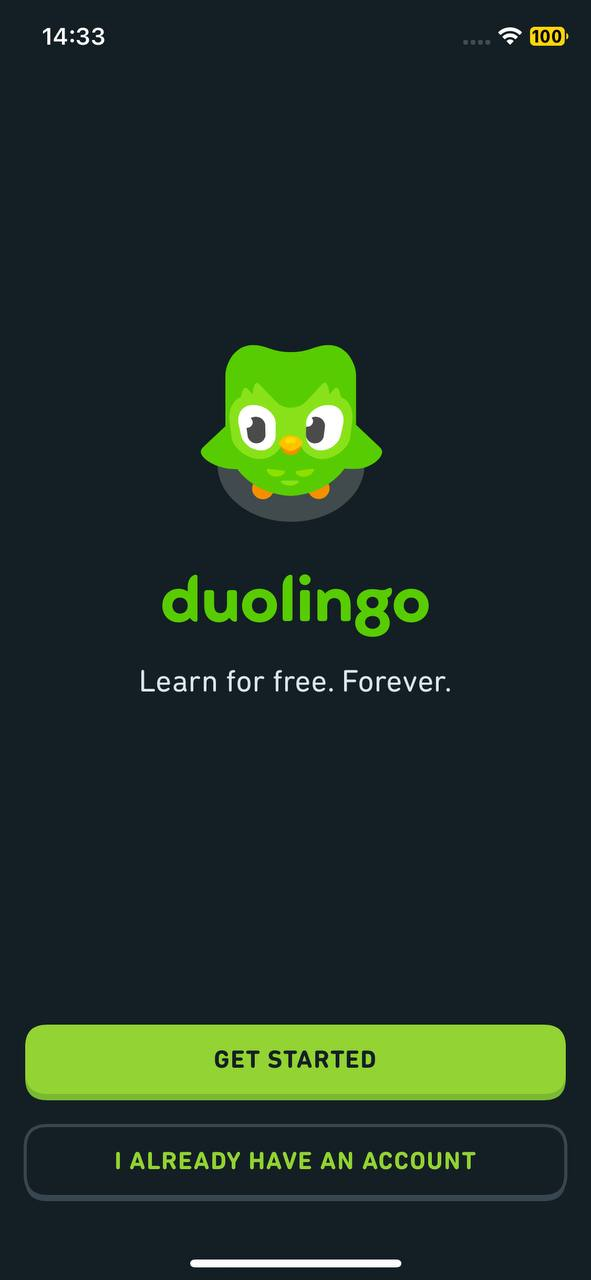 14:33
100
duolingo
Learn for free. Forever.
GET STARTED
I ALREADY HAVE AN ACCOUNT